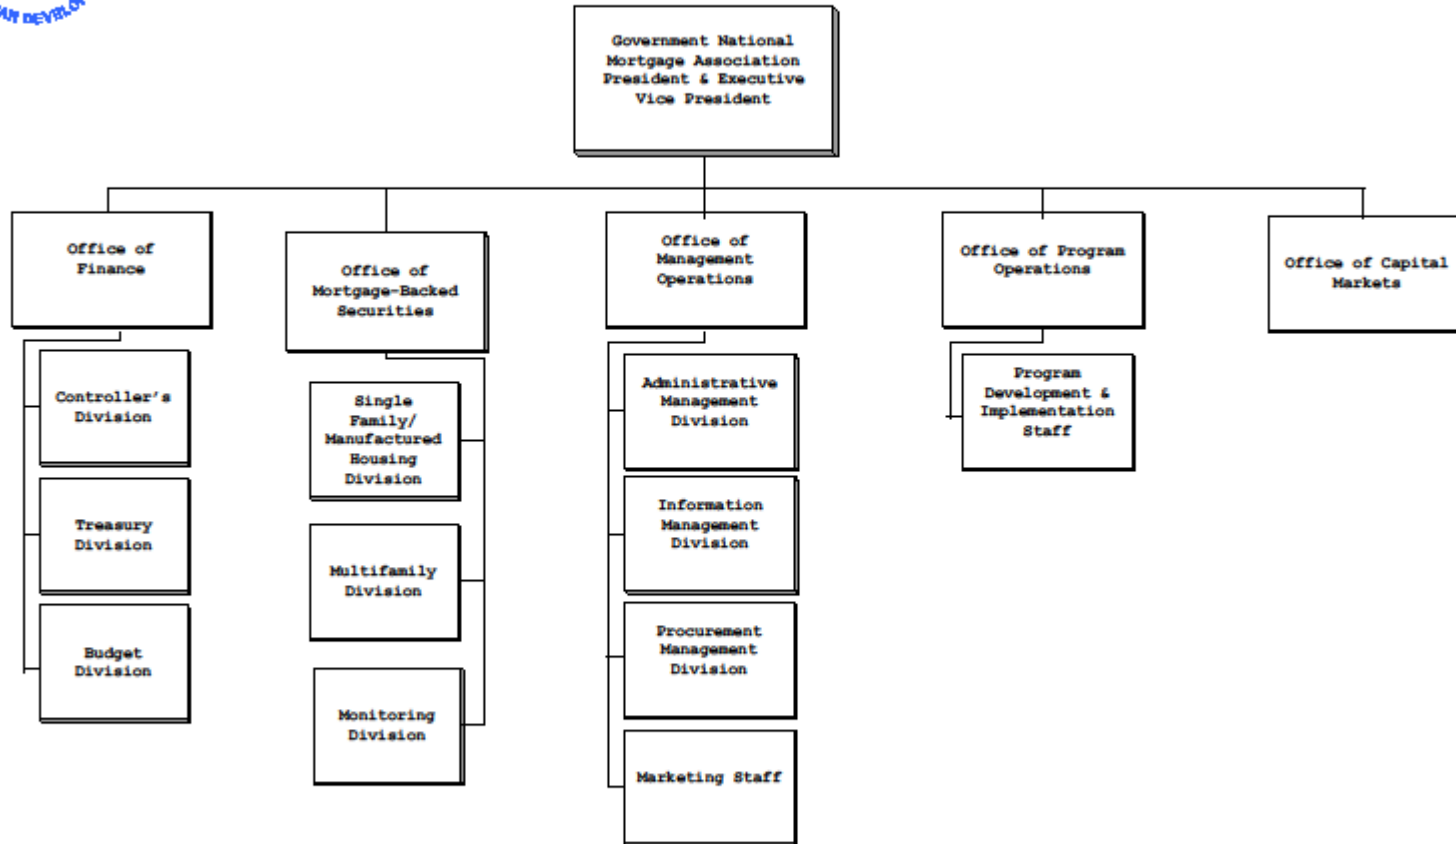 AN DEVELO
Government National
Mortgage Association
President & Executive
Vice President
Office of
Finance
Office of
Mortgage-Backed
Securities
Office of
Management
Operations
Office of Program
Operations
Office of Capital
Markets
Controller's
Division
Treasury
Division
Budget
Division
Single
Family/
Manufactured
Housing
Division
Multifamily
Division
Monitoring
Division
Administrative
Management
Division
Information
Management
Division
Procurement
Management
Division
Marketing Staff
Program
Development &
Implementation
Staff